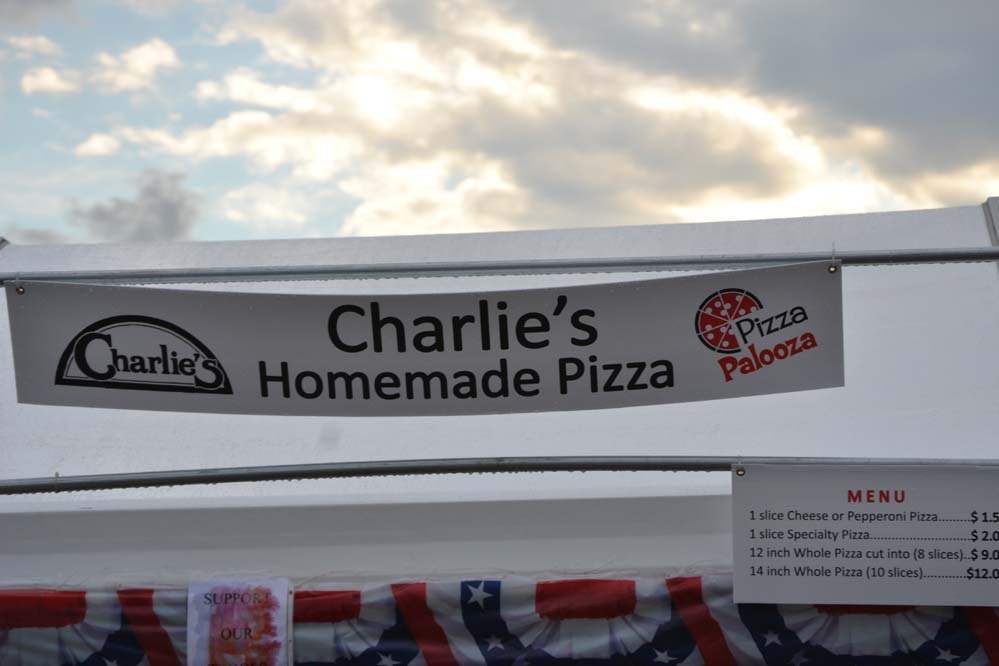 Charlie's
Charlie's
Homemade Pizza
Pizza
Palooza
MENU
1 slice Cheese or Pepperoni Pizza........$ 1.5
1 slice Specialty Pizza............................$ 2.0
12 inch Whole Pizza cut into (8 slices)..$ 9.0
14 inch Whole Pizza (10 slices)............$12.0
SUPPORT
OUR